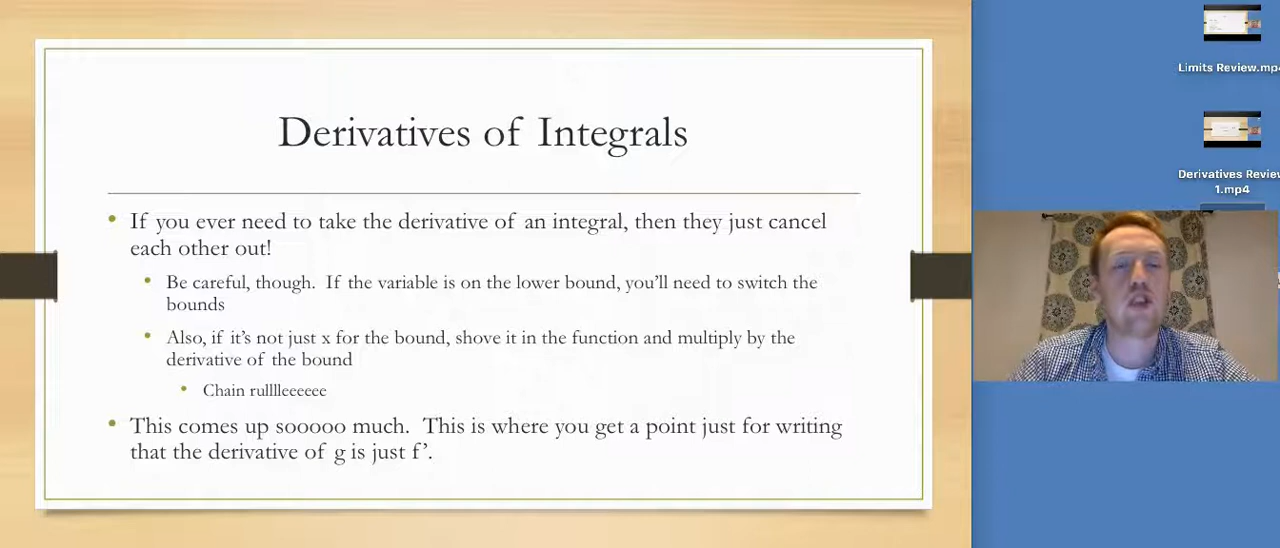 Derivatives of Integrals
If you ever need to take the derivative of an integral, then they just cancel
each other out!
Be careful, though. If the variable is on the lower bound, you'll need to switch the
bounds
Also, if it's not just x for the bound, shove it in the function and multiply by the
derivative of the bound
Chain rulllleeeeee
This comes up sooooo much. This is where you get a point just for writing
that the derivative of g is just f'.
Limits Review.mp4
Derivatives Review
1.mp4